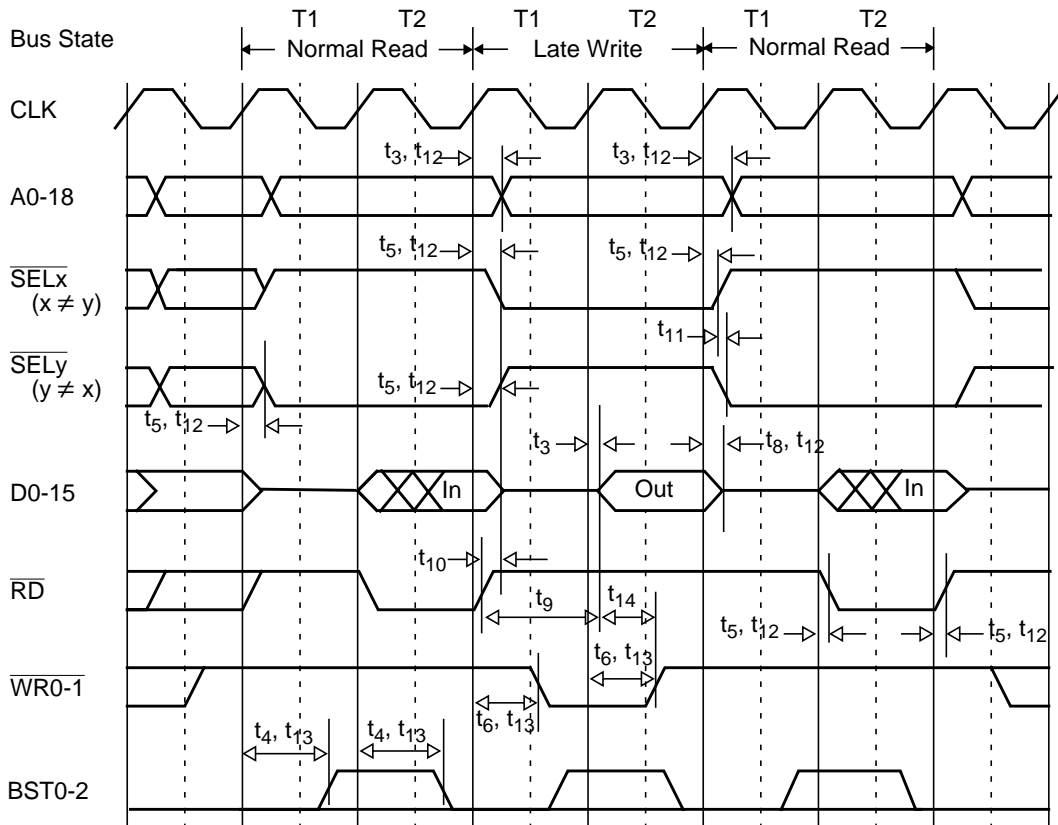 T1 T2 T1 T2 T1 T2
Bus State Normal Read Late Write Normal Read
CLK
t3, t12 t3, t12
A0-18
t5, t12 t5, t12
SELx
(x ≠ y)
t11
SELy
(y ≠ x) t5, t12
t5, t12 t3 t8, t12
D0-15 In Out In
t10
RD t9 t14
t5, t12 t5, t12
t6, t13
WR0-1
t6, t13
t4, t13 t4, t13
BST0-2